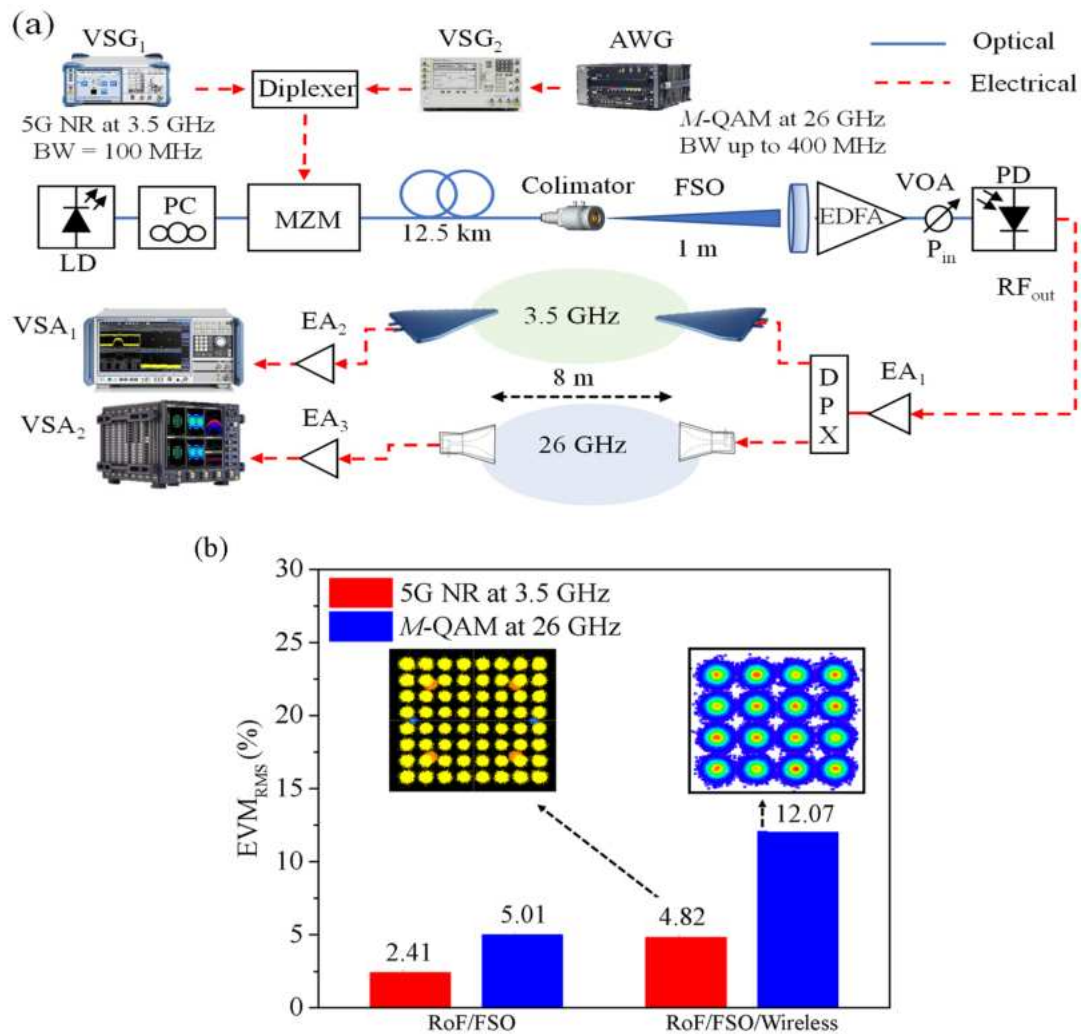 (a)
VSG1
VSG2
AWG
Optical
Electrical
Diplexer
5G NR at 3.5 GHz
BW = 100 MHz
M-QAM at 26 GHz
BW up to 400 MHz
PC
MZM
Colimator
FSO
EDFA
VOA
PD
LD
12.5 km
1 m
Pin
RFout
VSA1
EA2
3.5 GHz
8 m
DPX
EA1
VSA2
EA3
26 GHz
(b)
30
25
20
15
10
5
0
EVMRMS (%)
5G NR at 3.5 GHz
M-QAM at 26 GHz
2.41
5.01
4.82
12.07
RoF/FSO
RoF/FSO/Wireless